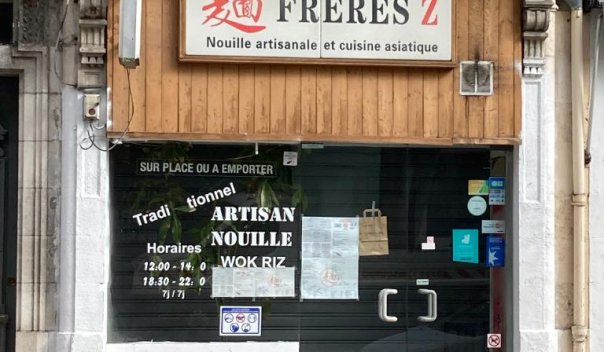 麵 FRERES Z
Nouille artisanale et cuisine asiatique
SUR PLACE OU A EMPORTER
Tradi tionnel
ARTISAN
NOUILLE
WOK RIZ
Horaires
12:00 - 14: 0
18:30 - 22: 0
7j / 7j